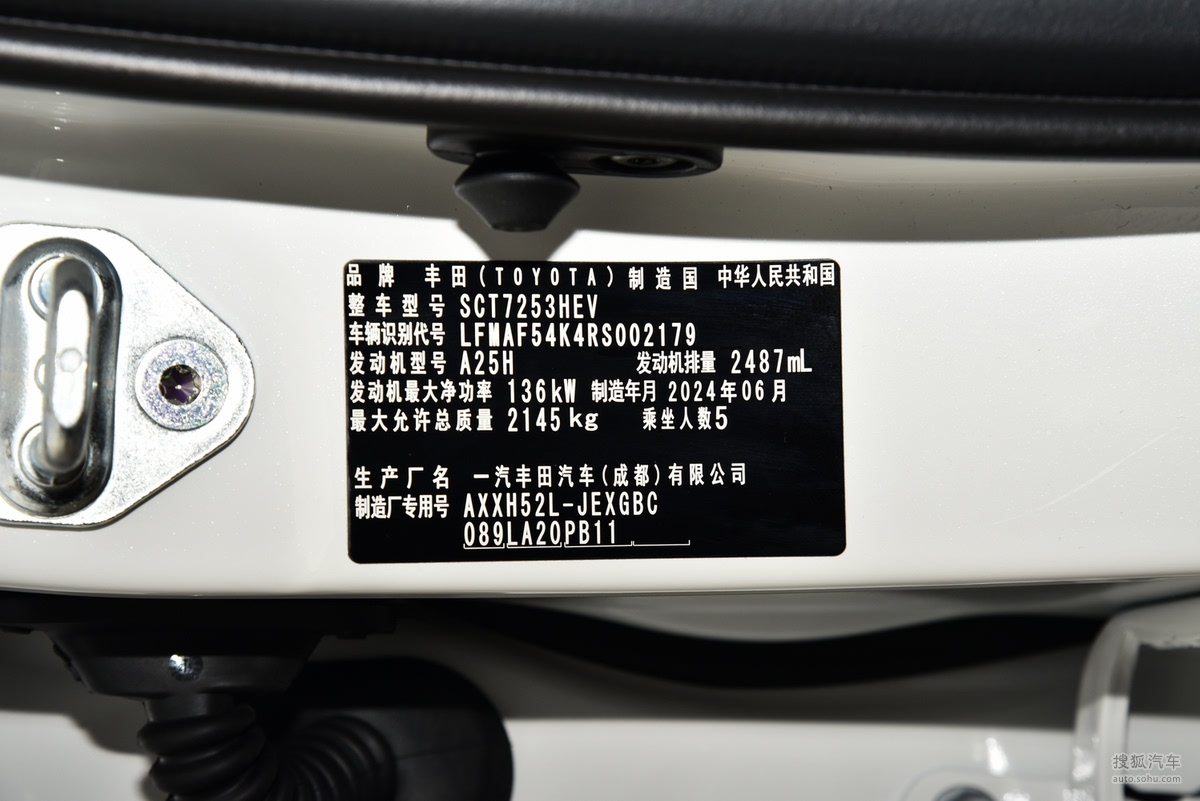 品牌 丰田(TOYOTA) 制造国 中华人民共和国
整车型号 SCT7253HEV
车辆识别代号 LFMAF54K4RS002179
发动机型号 A25H 发动机排量 2487mL
发动机最大净功率 136kW 制造年月 2024年06月
最大允许总质量 2145kg 乘坐人数5
生产厂名 一汽丰田汽车(成都)有限公司
制造厂专用号 AXXH52L-JEXGBC
089LA20PB11
搜狐汽车
auto.sohu.com